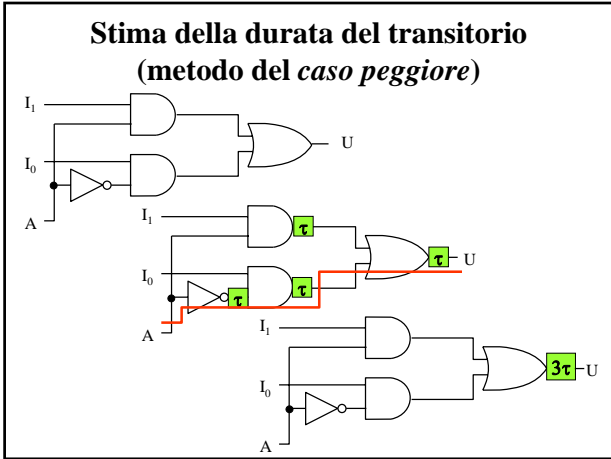 Stima della durata del transitorio
(metodo del caso peggiore)
I1
I0
A
U
I1
I0
A
τ
τ
τ
τ
U
I1
I0
A
3τ
U